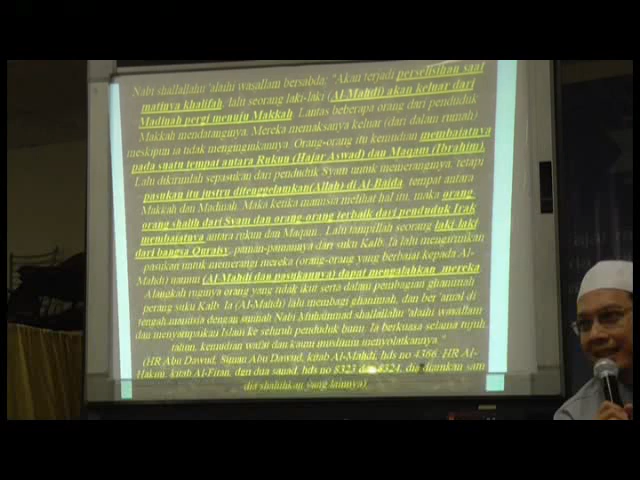 Nabi shallallahu 'alaihi wasallam bersabda: "Akan terjadi perselisihan saat
matinya khalifah, lalu seorang laki-laki (Al-Mahdi) akan keluar dari
Madinah pergi menuju Makkah. Lantas beberapa orang dari penduduk
Makkah mendatangnya. Mereka memaksanya keluar (dari dalam rumah)
meskipun ia tidak menginginkannya. Orang-orang itu kemudian membaiatnya
pada suatu tempat antara Rukun (Hajar Aswad) dan Maqam (Ibrahim).
Lalu dikirimlah sepasukan dari penduduk Syam untuk memeranginya, tetapi
pasukan itu justru ditenggelamkan(Allah) di Al Baida, tempat antara
Makkah dan Madinah. Maka ketika manusia melihat hal itu, maka orang
orang shalih dari Syam dan orang orang terbaik dari penduduk Irak
membaiatnya antara rukun dan Maqam. Lalu tampillah seorang laki laki
dari bangsa Quraisy, paman-pamannya dari suku Kalb. Ia lalu mengirimkan
pasukan untuk memerangi mereka (orang-orang yang berbaiat kepada Al-
Mahdi) namun (Al Mahdi dan pasukannya) dapat mengalahkan mereka
Alangkah ruginya orang yang tidak ikut serta dalam pembagian ghanimah
perang suku Kalb. Ia (Al-Mahdi) lalu membagi ghanimah, dan ber'amal di
tengah manusia dengan sunnah Nabi Muhammad shallallahu 'alaihi wasallam
dan menyampaikan Islam ke seluruh penduduk bumi. Ia berkuasa selama tujuh
tahun, kemudian wafat dan kaum muslimin menyolatkannya."
(HR Abu Dawud, Sunan Abu Dawud, kitab Al-Mahdi, hds no 4366. HR Al-
Hakim, kitab Al-Fitan, dgn dua sanad, hds no 8323 dan 8324,
dia shahihkan yang lainnya)